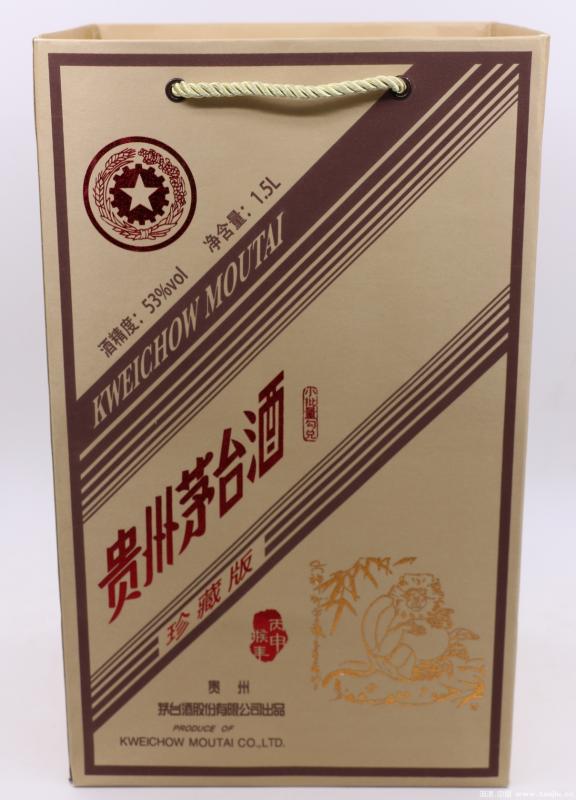 净含量：1.5L
酒精度：53%vol
KWEICHOW MOUTAI
贵州茅台酒
小批量勾兑
珍藏版
丙申
猴年
贵州
茅台酒股份有限公司出品
PRODUCE OF
KWEICHOW MOUTAI CO.,LTD.